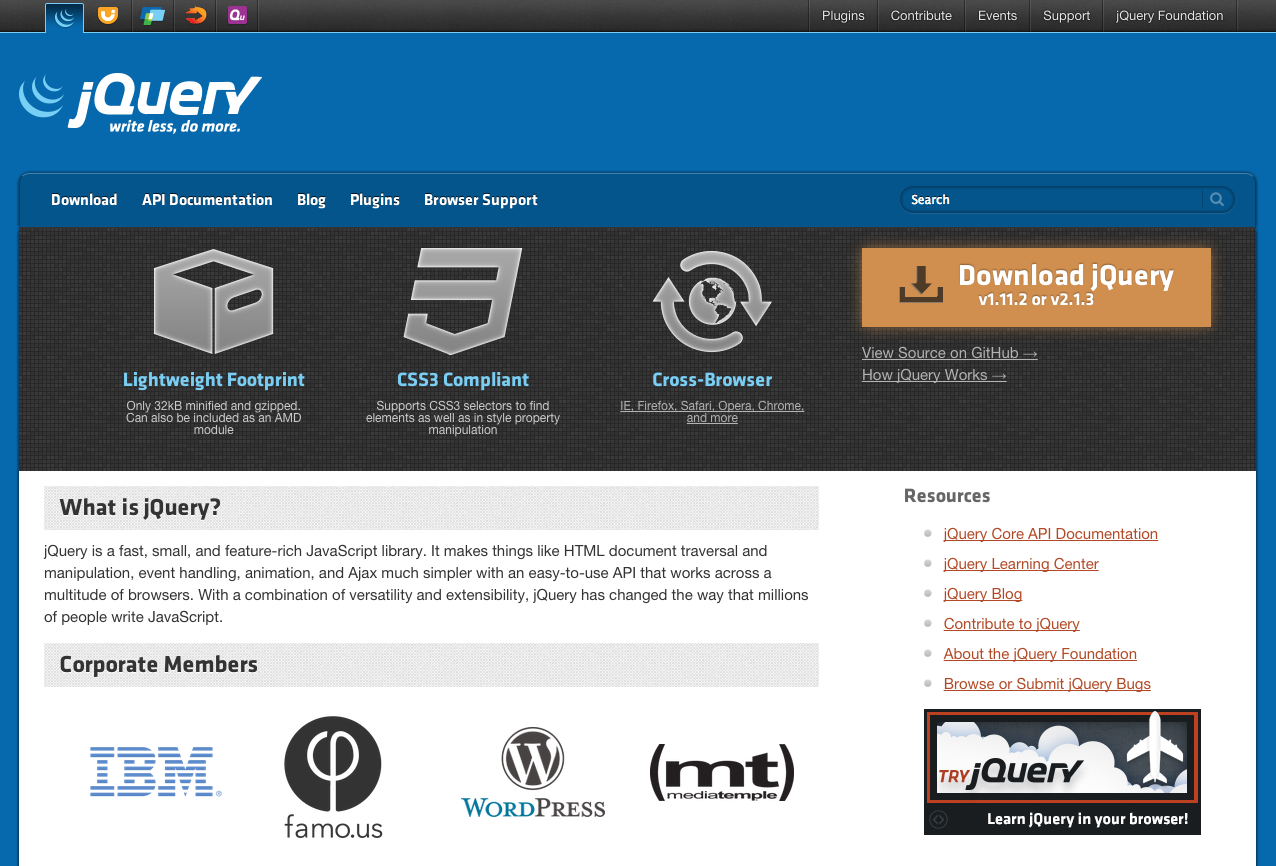 Qu
Plugins Contribute Events Support jQuery Foundation
jQuery
write less, do more.
Download API Documentation Blog Plugins Browser Support Search
Download jQuery
v1.11.2 or v2.1.3
View Source on GitHub →
How jQuery Works →
Lightweight Footprint
Only 32kB minified and gzipped.
Can also be included as an AMD
module
CSS3 Compliant
Supports CSS3 selectors to find
elements as well as in style property
manipulation
Cross-Browser
IE, Firefox, Safari, Opera, Chrome,
and more
What is jQuery?
jQuery is a fast, small, and feature-rich JavaScript library. It makes things like HTML document traversal and
manipulation, event handling, animation, and Ajax much simpler with an easy-to-use API that works across a
multitude of browsers. With a combination of versatility and extensibility, jQuery has changed the way that millions
of people write JavaScript.
Corporate Members
IBM®
famo.us
WORDPRESS
(mt)
mediatemple
Resources
jQuery Core API Documentation
jQuery Learning Center
jQuery Blog
Contribute to jQuery
About the jQuery Foundation
Browse or Submit jQuery Bugs
TRY jQuery
Learn jQuery in your browser!